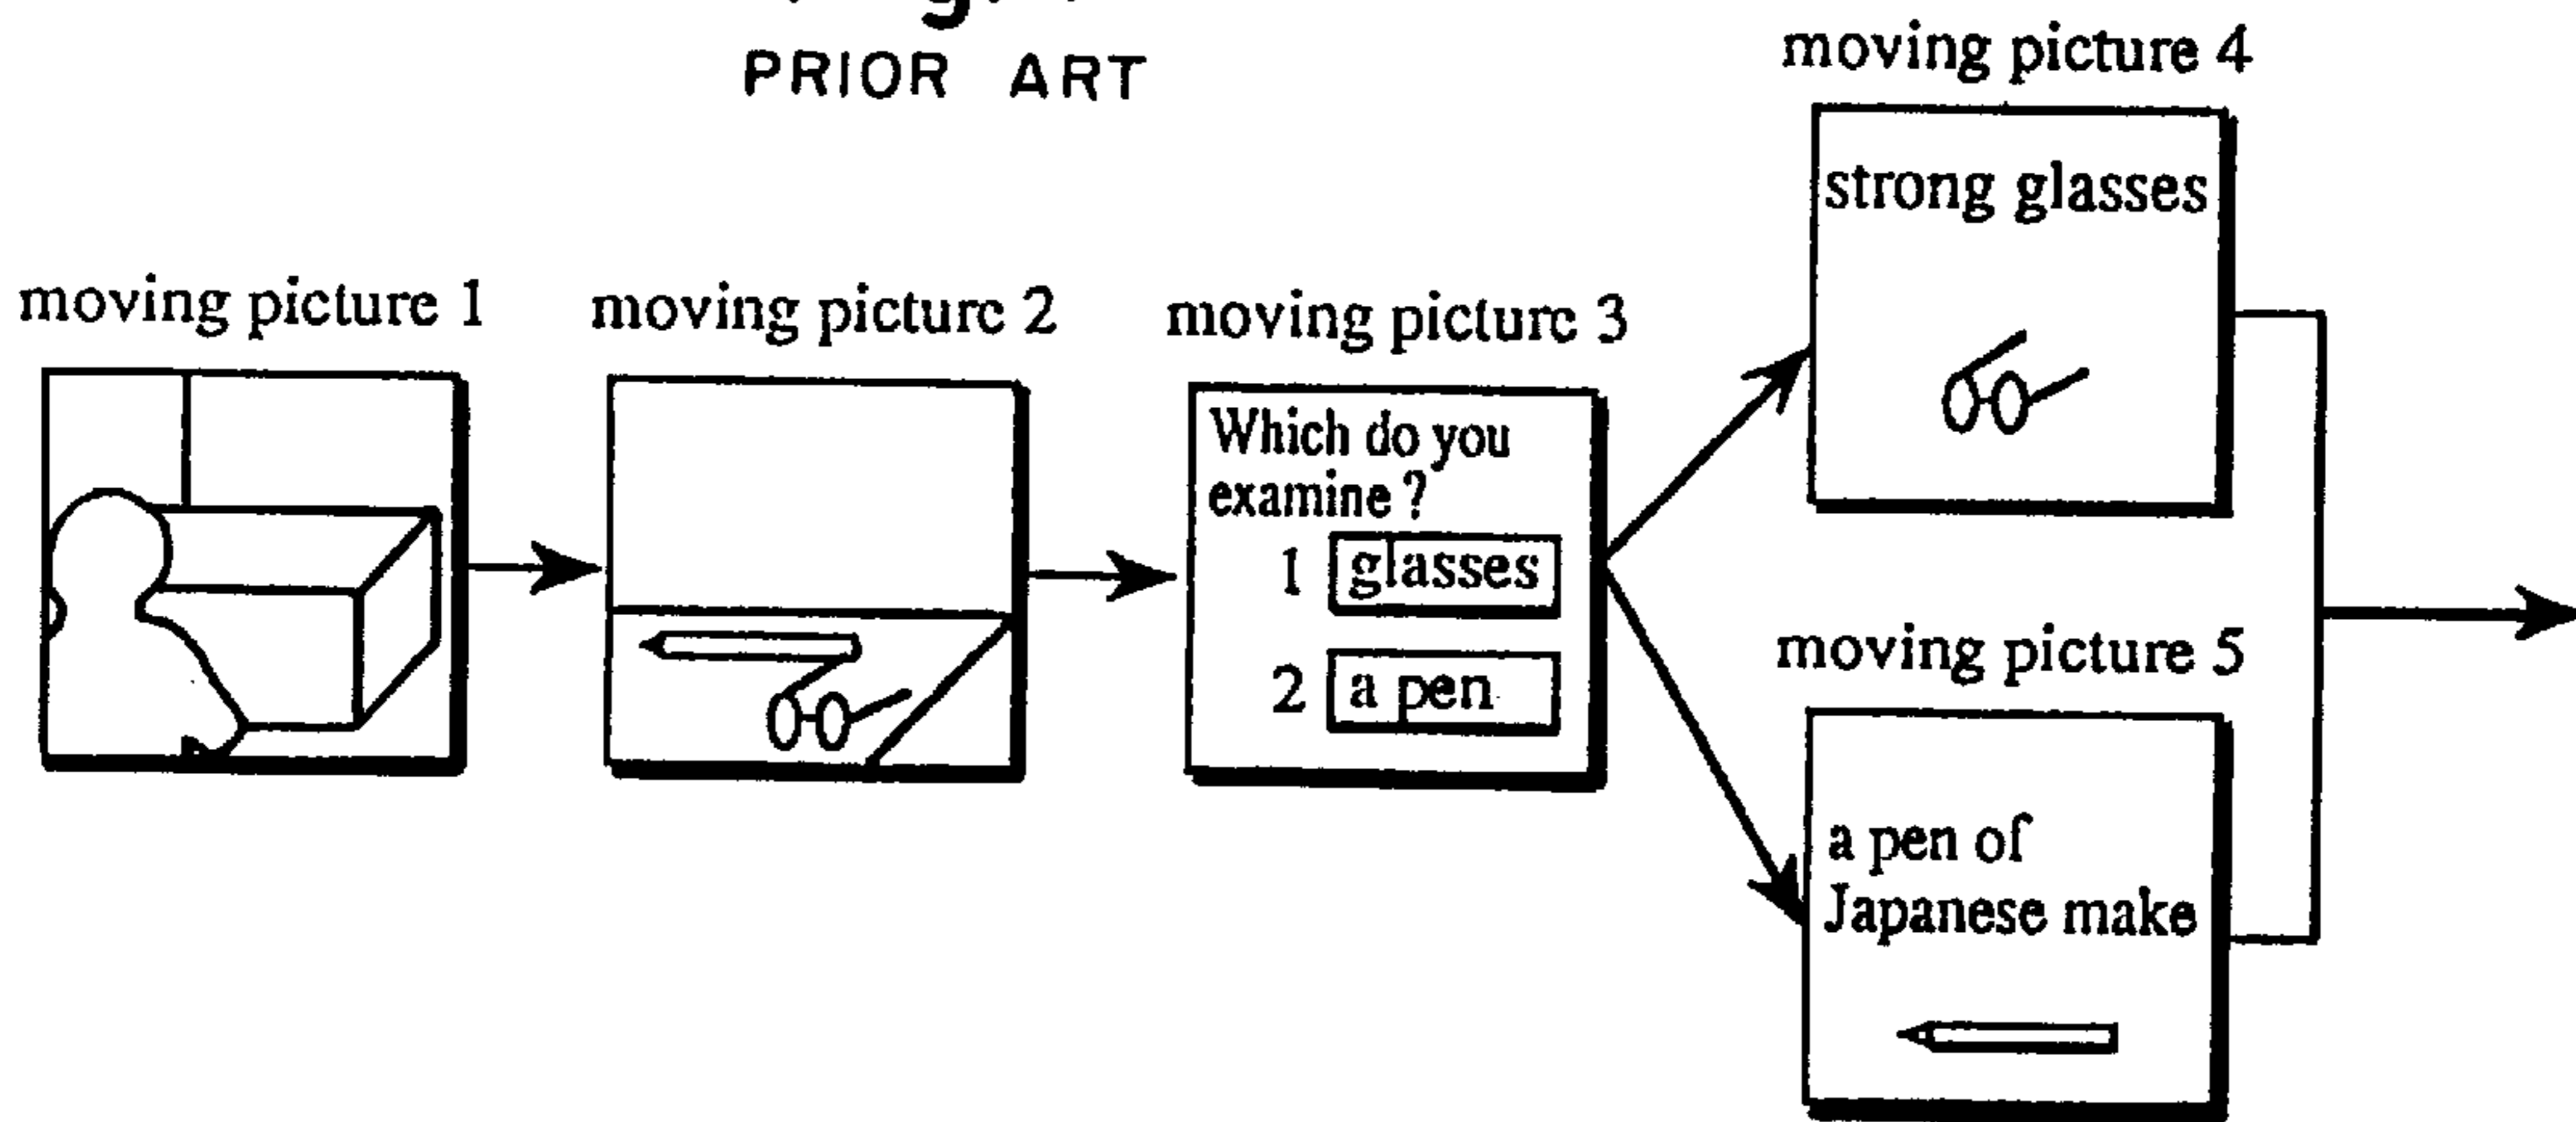 PRIOR ART
moving picture 1
moving picture 2
moving picture 3
Which do you
examine ?
1 glasses
2 a pen
moving picture 4
strong glasses
moving picture 5
a pen of
Japanese make